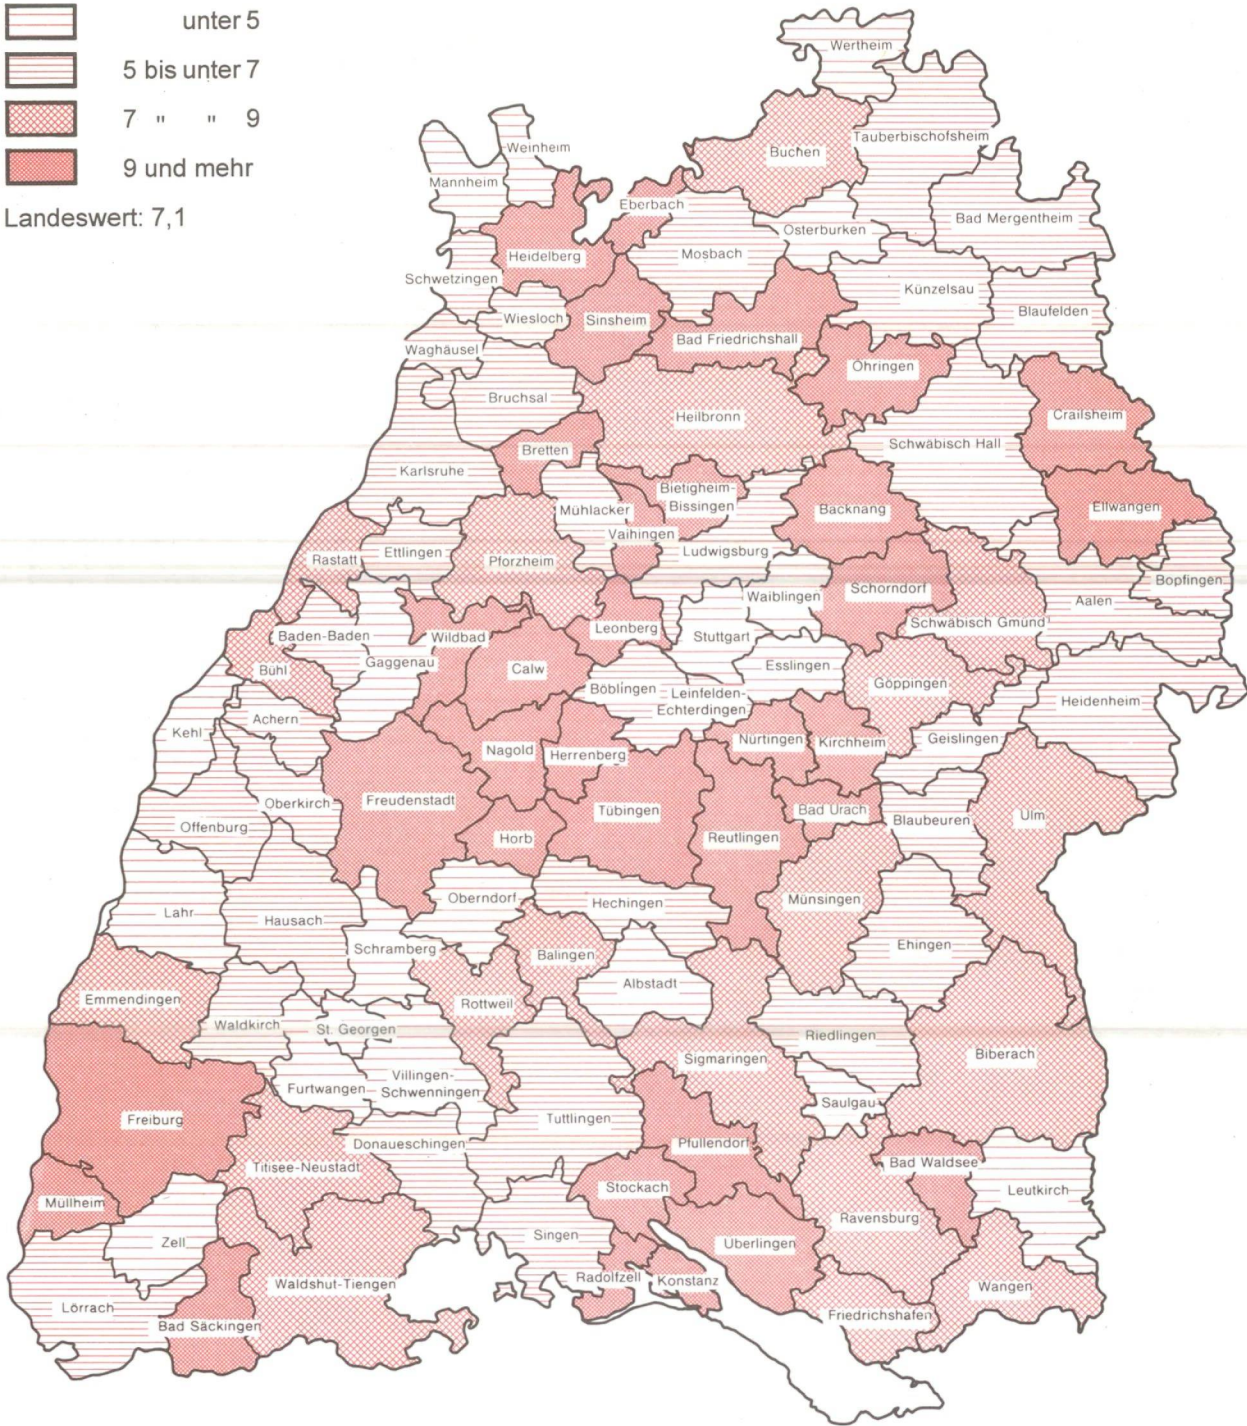 unter 5
5 bis unter 7
7 " " 9
9 und mehr
Landeswert: 7,1
Wertheim
Tauberbischofsheim
Buchen
Weinheim
Mannheim
Eberbach
Bad Mergentheim
Osterburken
Mosbach
Heidelberg
Schwetzingen
Künzelsau
Blaufelden
Wiesloch
Sinsheim
Bad Friedrichshall
Waghäusel
Öhringen
Bruchsal
Heilbronn
Crailsheim
Schwäbisch Hall
Bretten
Karlsruhe
Bietigheim-
Bissingen
Mühlacker
Backnang
Ellwangen
Vaihingen
Ludwigsburg
Ettlingen
Rastatt
Pforzheim
Bopfingen
Schorndorf
Waiblingen
Aalen
Schwäbisch Gmünd
Leonberg
Stuttgart
Baden-Baden
Wildbad
Gaggenau
Bühl
Calw
Esslingen
Göppingen
Böblingen
Leinfelden-
Echterdingen
Heidenheim
Achern
Kehl
Nürtingen
Kirchheim
Geislingen
Nagold
Herrenberg
Freudenstadt
Oberkirch
Tübingen
Bad Urach
Offenburg
Blaubeuren
Ulm
Horb
Reutlingen
Oberndorf
Hechingen
Münsingen
Lahr
Hausach
Schramberg
Ehingen
Balingen
Albstadt
Emmendingen
Rottweil
Waldkirch
St. Georgen
Riedlingen
Sigmaringen
Biberach
Villingen-
Schwenningen
Furtwangen
Saulgau
Freiburg
Tuttlingen
Donaueschingen
Pfullendorf
Titisee-Neustadt
Bad Waldsee
Stockach
Leutkirch
Müllheim
Ravensburg
Singen
Zell
Überlingen
Radolfzell
Konstanz
Waldshut-Tiengen
Wangen
Lörrach
Friedrichshafen
Bad Säckingen